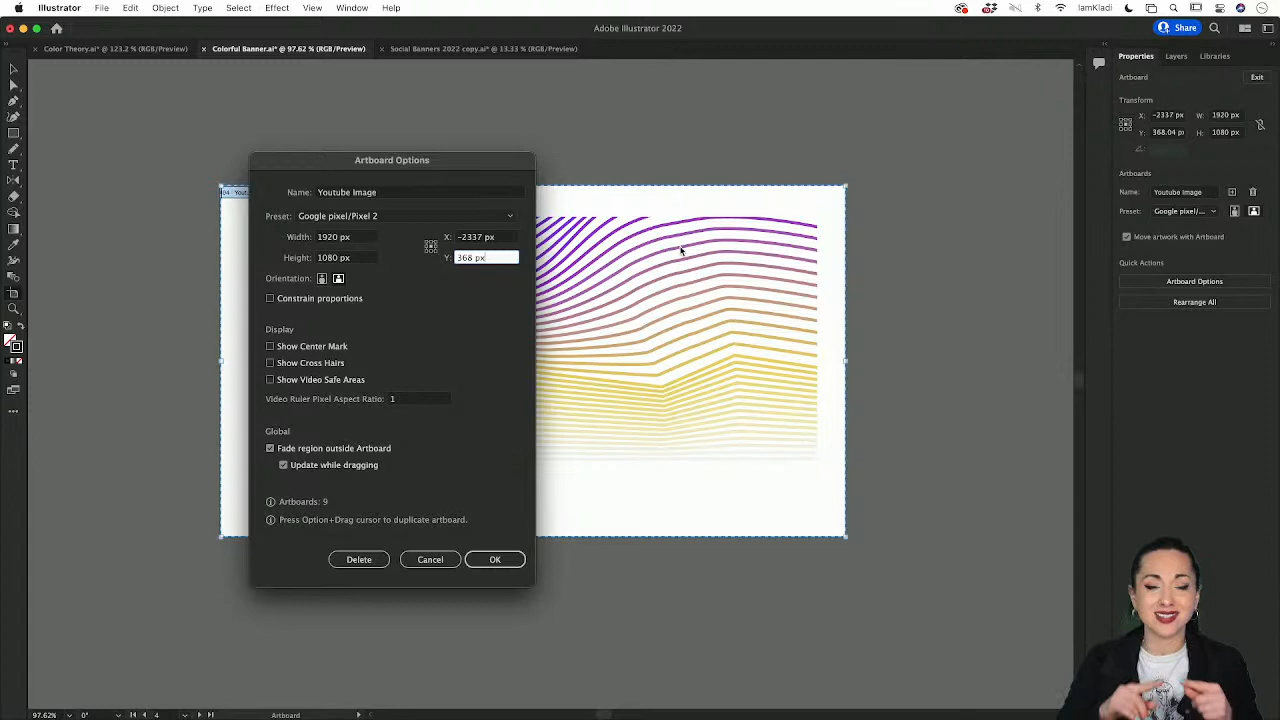 Illustrator File Edit Object Type Select Effect View Window Help IamKladi
Adobe Illustrator 2022
Share
Color Theory.ai* @ 123.2 % (RGB/Preview)
Colorful Banner.ai* @ 97.62 % (RGB/Preview)
Social Banners 2022 copy.ai* @ 13.33 % (RGB/Preview)
Properties Layers Libraries
Artboard Exit
Transform
X: -2337 px W: 1920 px
Y: 368.04 px H: 1080 px
Artboards
Name: Youtube Image
Preset: Google pixel/...
Move artwork with Artboard
Quick Actions
Artboard Options
Rearrange All
04 Yout
Artboard Options
Name: Youtube Image
Preset: Google pixel/Pixel 2
Width: 1920 px X: -2337 px
Height: 1080 px Y: 368 px
Orientation:
Constrain proportions
Display
Show Center Mark
Show Cross Hairs
Show Video Safe Areas
Video Ruler Pixel Aspect Ratio: 1
Global
Fade region outside Artboard
Update while dragging
Artboards: 9
Press Option+Drag cursor to duplicate artboard.
Delete Cancel OK
97.62% 0° 4 Artboard